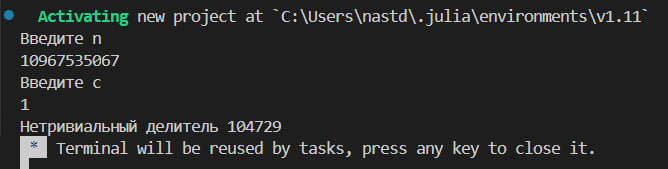 Activating new project at `C:\Users\nastd\.julia\environments\v1.11`
Введите n
10967535067
Введите c
1
Нетривиальный делитель 104729
* Terminal will be reused by tasks, press any key to close it.